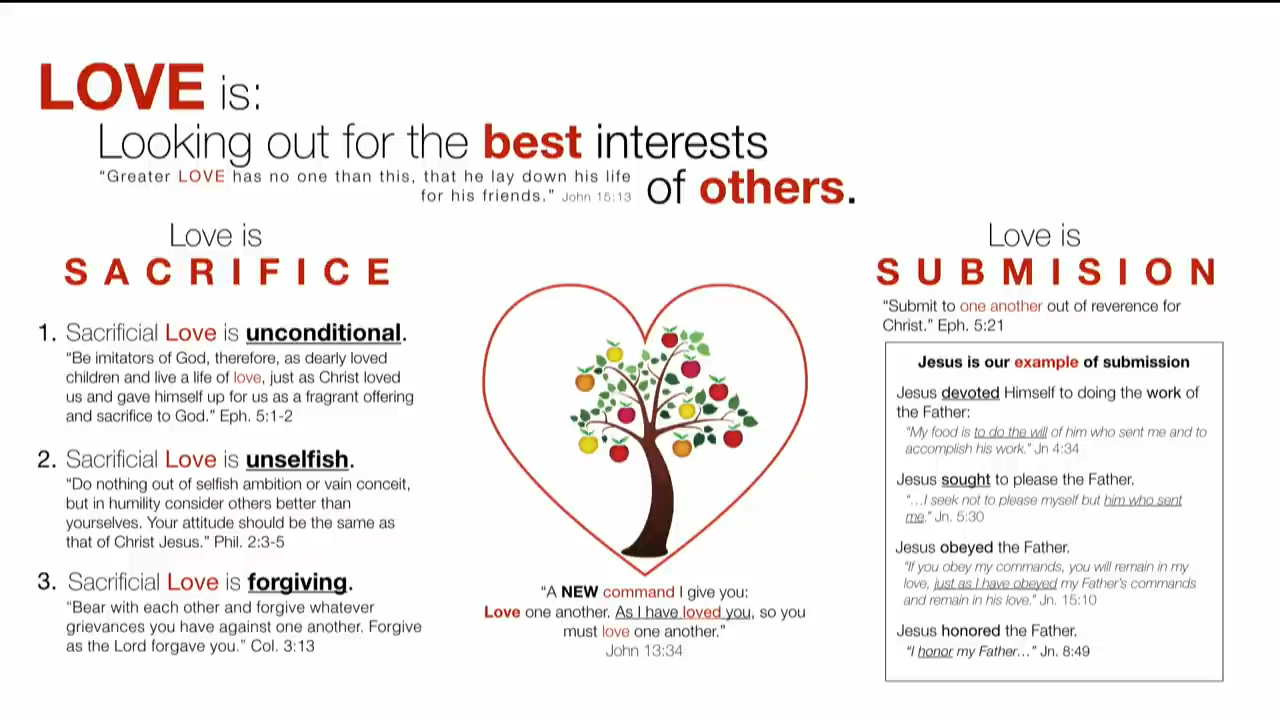 LOVE is:
Looking out for the best interests
"Greater LOVE has no one than this, that he lay down his life
for his friends." John 15:13
of others.
Love is
SACRIFICE
1. Sacrificial Love is unconditional.
"Be imitators of God, therefore, as dearly loved
children and live a life of love, just as Christ loved
us and gave himself up for us as a fragrant offering
and sacrifice to God." Eph. 5:1-2
2. Sacrificial Love is unselfish.
"Do nothing out of selfish ambition or vain conceit,
but in humility consider others better than
yourselves. Your attitude should be the same as
that of Christ Jesus." Phil. 2:3-5
3. Sacrificial Love is forgiving.
"Bear with each other and forgive whatever
grievances you have against one another. Forgive
as the Lord forgave you." Col. 3:13
"A NEW command I give you:
Love one another. As I have loved you, so you
must love one another."
John 13:34
Love is
SUBMISION
"Submit to one another out of reverence for
Christ." Eph. 5:21
Jesus is our example of submission
Jesus devoted Himself to doing the work of
the Father:
"My food is to do the will of him who sent me and to
accomplish his work." Jn 4:34
Jesus sought to please the Father.
"...I seek not to please myself but him who sent
me." Jn. 5:30
Jesus obeyed the Father.
"If you obey my commands, you will remain in my
love, just as I have obeyed my Father's commands
and remain in his love." Jn. 15:10
Jesus honored the Father.
"I honor my Father..." Jn. 8:49